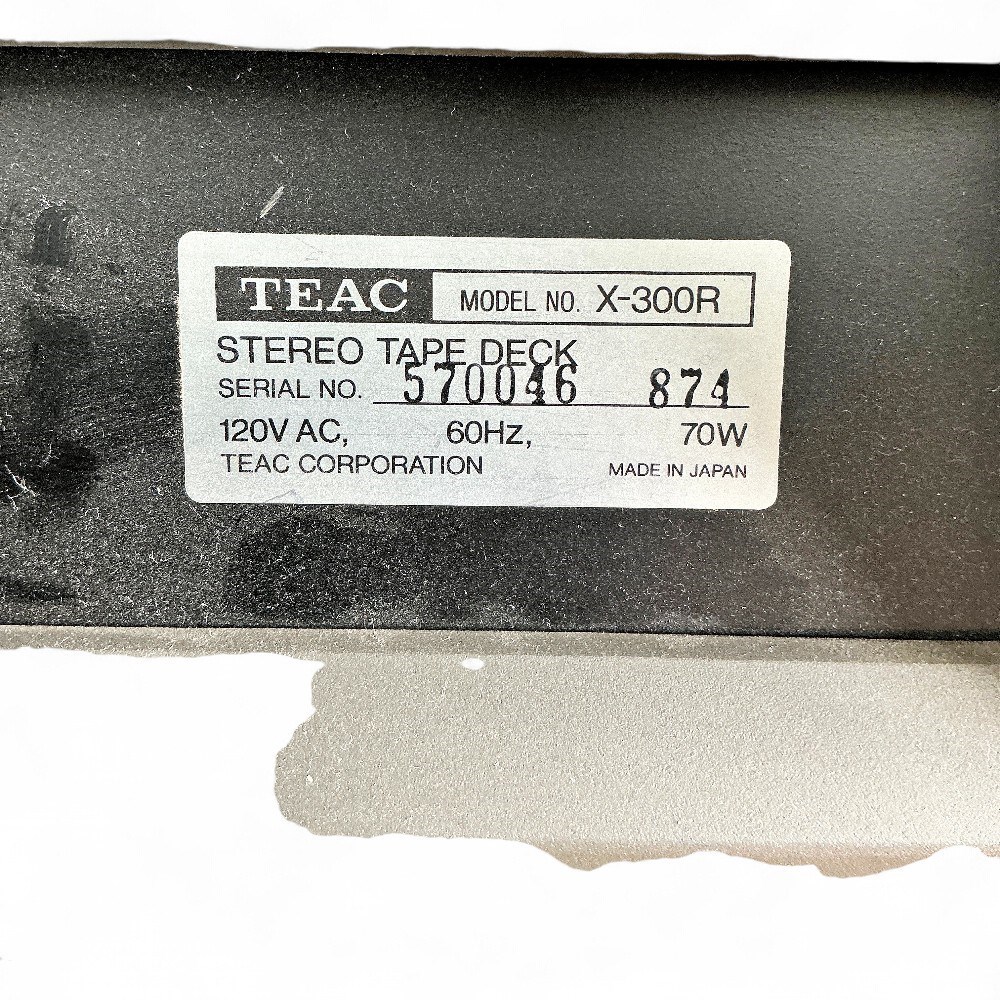 TEAC MODEL NO. X-300R
STEREO TAPE DECK
SERIAL NO. 570046 874
120V AC, 60Hz, 70W
TEAC CORPORATION MADE IN JAPAN